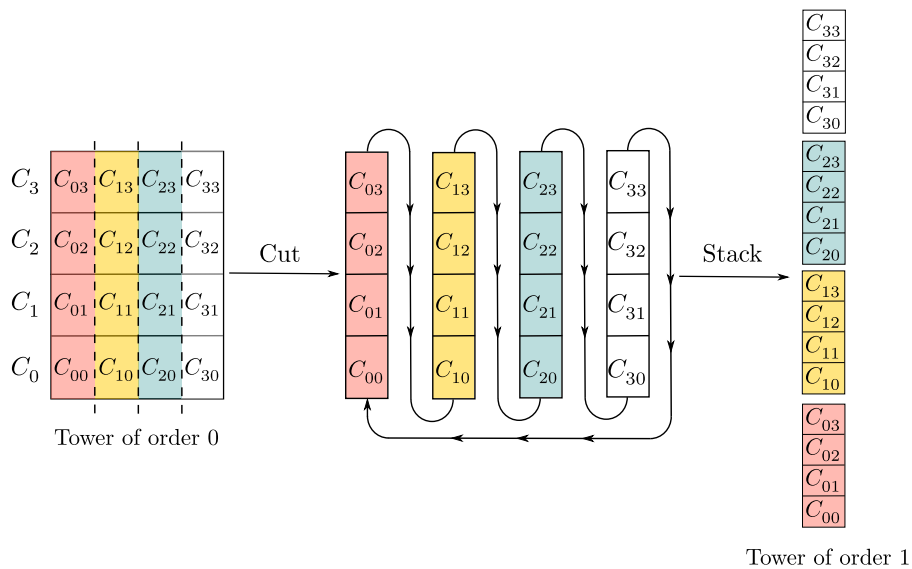 C_3 C_03 C_13 C_23 C_33
C_2 C_02 C_12 C_22 C_32
C_1 C_01 C_11 C_21 C_31
C_0 C_00 C_10 C_20 C_30
Tower of order 0
Cut
C_03 C_13 C_23 C_33
C_02 C_12 C_22 C_32
C_01 C_11 C_21 C_31
C_00 C_10 C_20 C_30
Stack
C_33
C_32
C_31
C_30
C_23
C_22
C_21
C_20
C_13
C_12
C_11
C_10
C_03
C_02
C_01
C_00
Tower of order 1